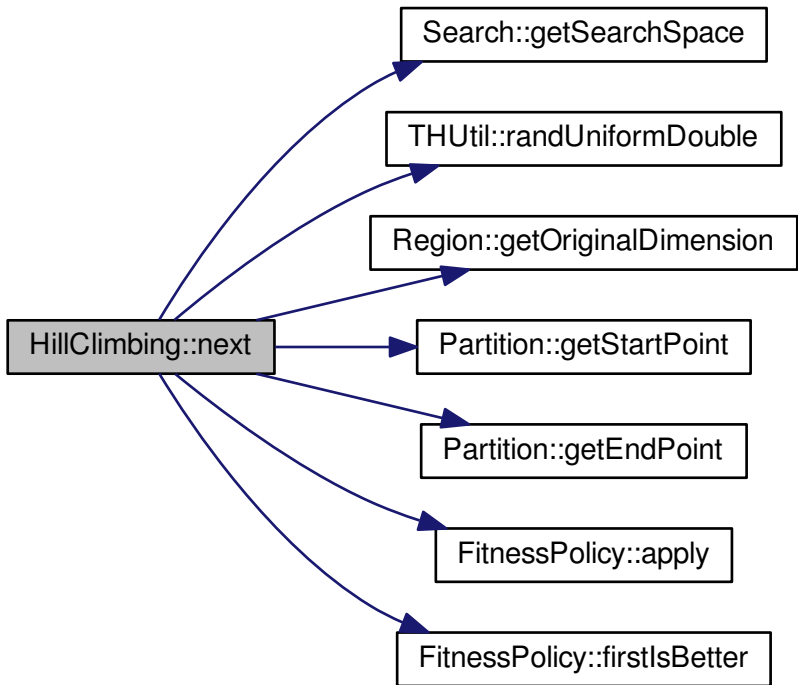 Search::getSearchSpace
THUtil::randUniformDouble
Region::getOriginalDimension
HillClimbing::next
Partition::getStartPoint
Partition::getEndPoint
FitnessPolicy::apply
FitnessPolicy::firstIsBetter